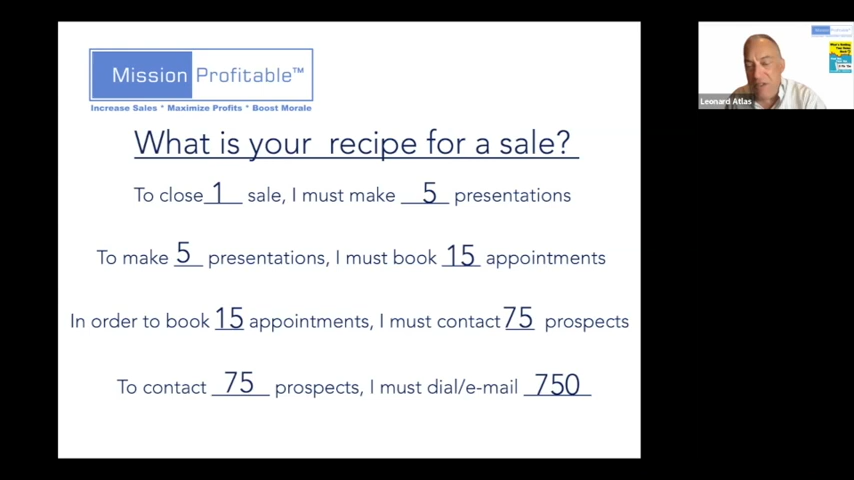 Mission Profitable™
Increase Sales * Maximize Profits * Boost Morale
What is your recipe for a sale?
To close 1 sale, I must make 5 presentations
To make 5 presentations, I must book 15 appointments
In order to book 15 appointments, I must contact 75 prospects
To contact 75 prospects, I must dial/e-mail 750
Leonard Atlas